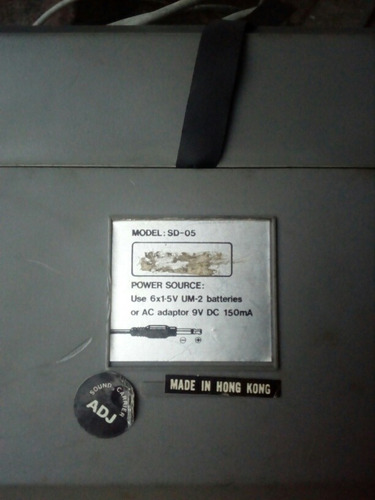 MODEL: SD-05
POWER SOURCE:
Use 6x1·5V UM-2 batteries
or AC adaptor 9V DC 150mA
MADE IN HONG KONG
SOUND. CARRIER
ADJ